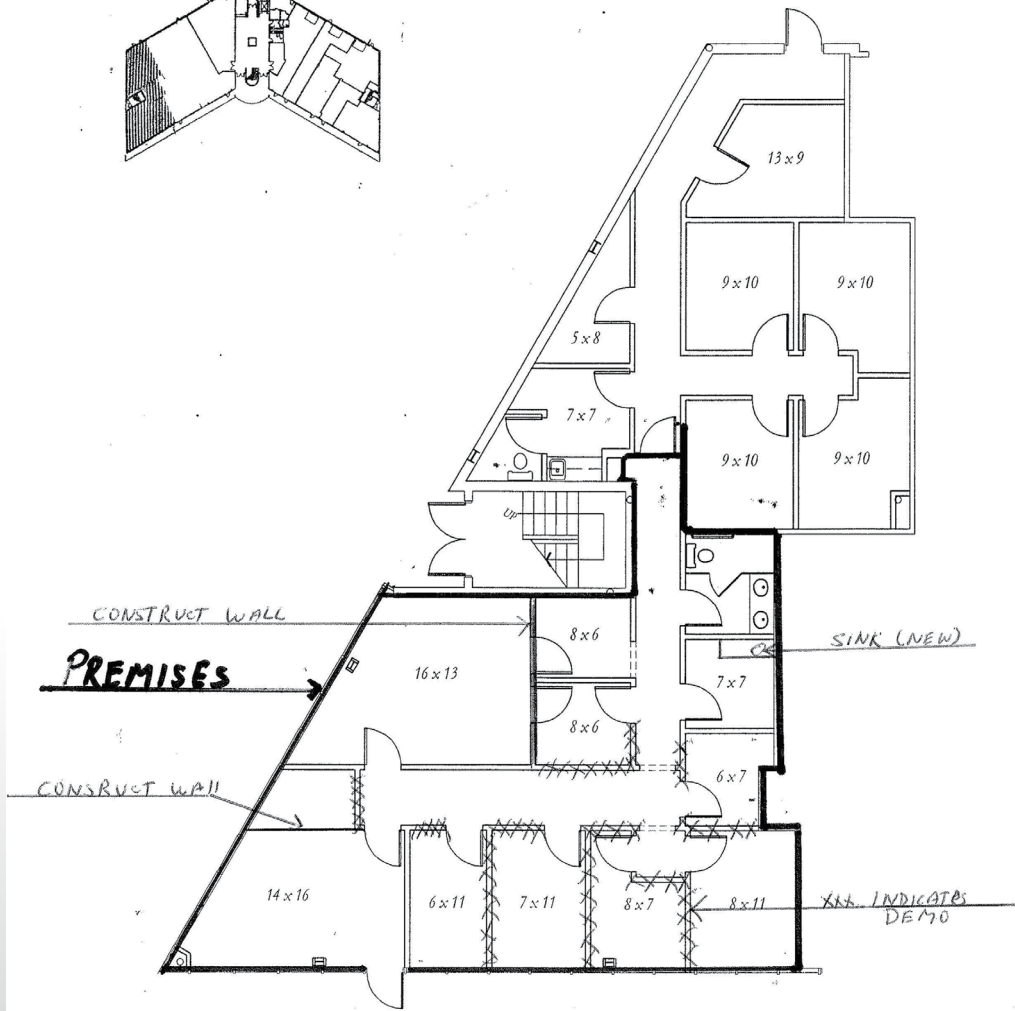 13 x 9
9 x 10
9 x 10
5 x 8
7 x 7
9 x 10
9 x 10
Up
CONSTRUCT WALL
8 x 6
SINK (NEW)
PREMISES
16 x 13
7 x 7
8 x 6
6 x 7
CONSRUCT WALL
14 x 16
6 x 11
7 x 11
8 x 7
8 x 11
XXX INDICATES
DEMO